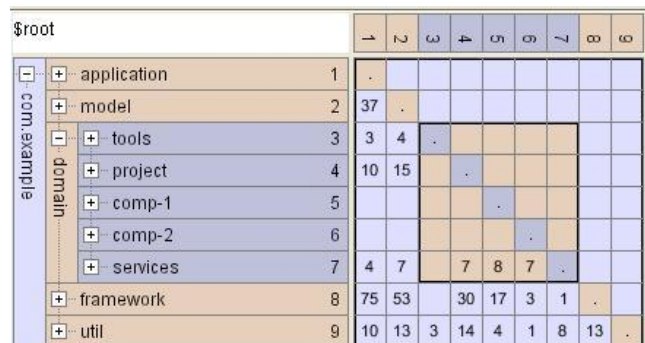 $root 1 2 3 4 5 6 7 8 9
com.example
application 1 .
model 2 37 .
domain
tools 3 3 4 .
project 4 10 15 .
comp-1 5 .
comp-2 6 .
services 7 4 7 7 8 7 .
framework 8 75 53 30 17 3 1 .
util 9 10 13 3 14 4 1 8 13 .